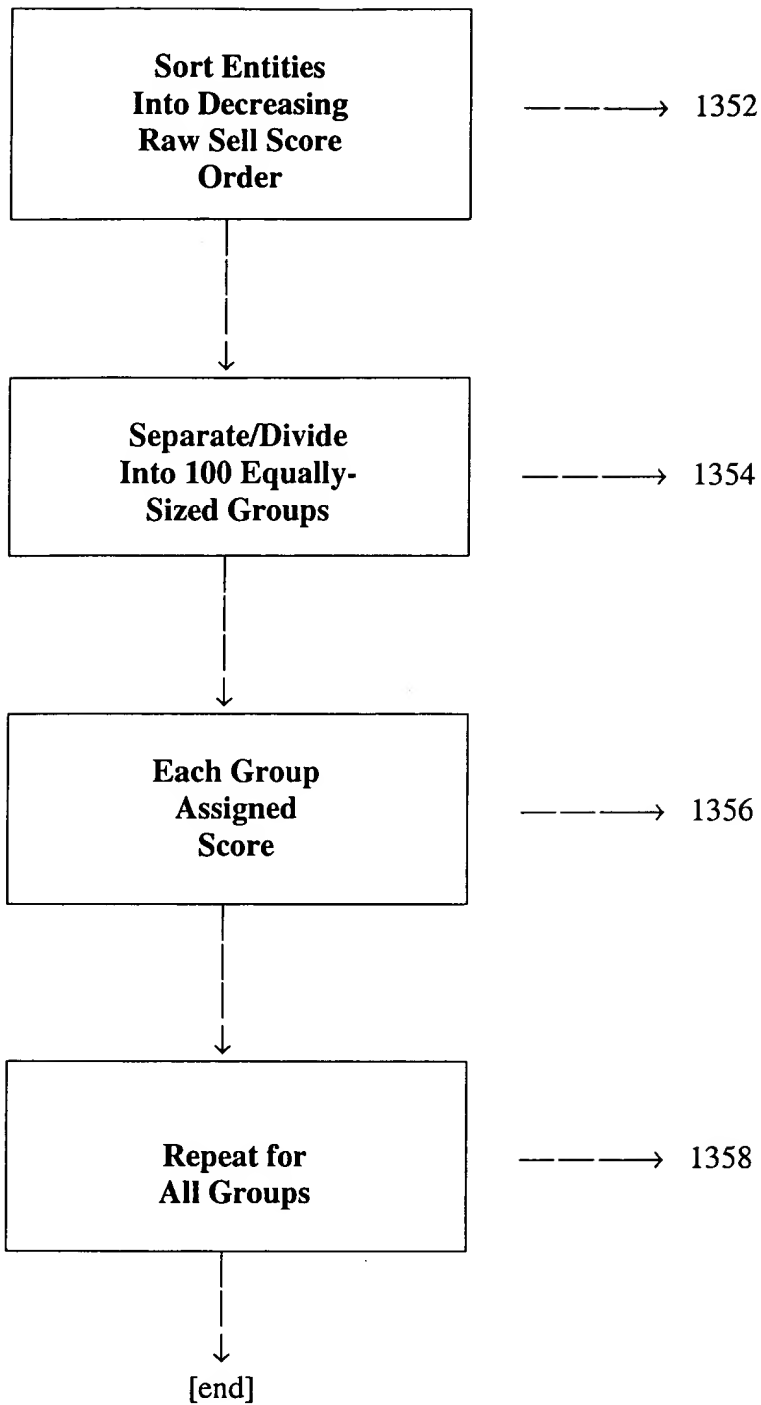 Sort Entities
Into Decreasing
Raw Sell Score
Order
1352
Separate/Divide
Into 100 Equally-
Sized Groups
1354
Each Group
Assigned
Score
1356
Repeat for
All Groups
1358
[end]